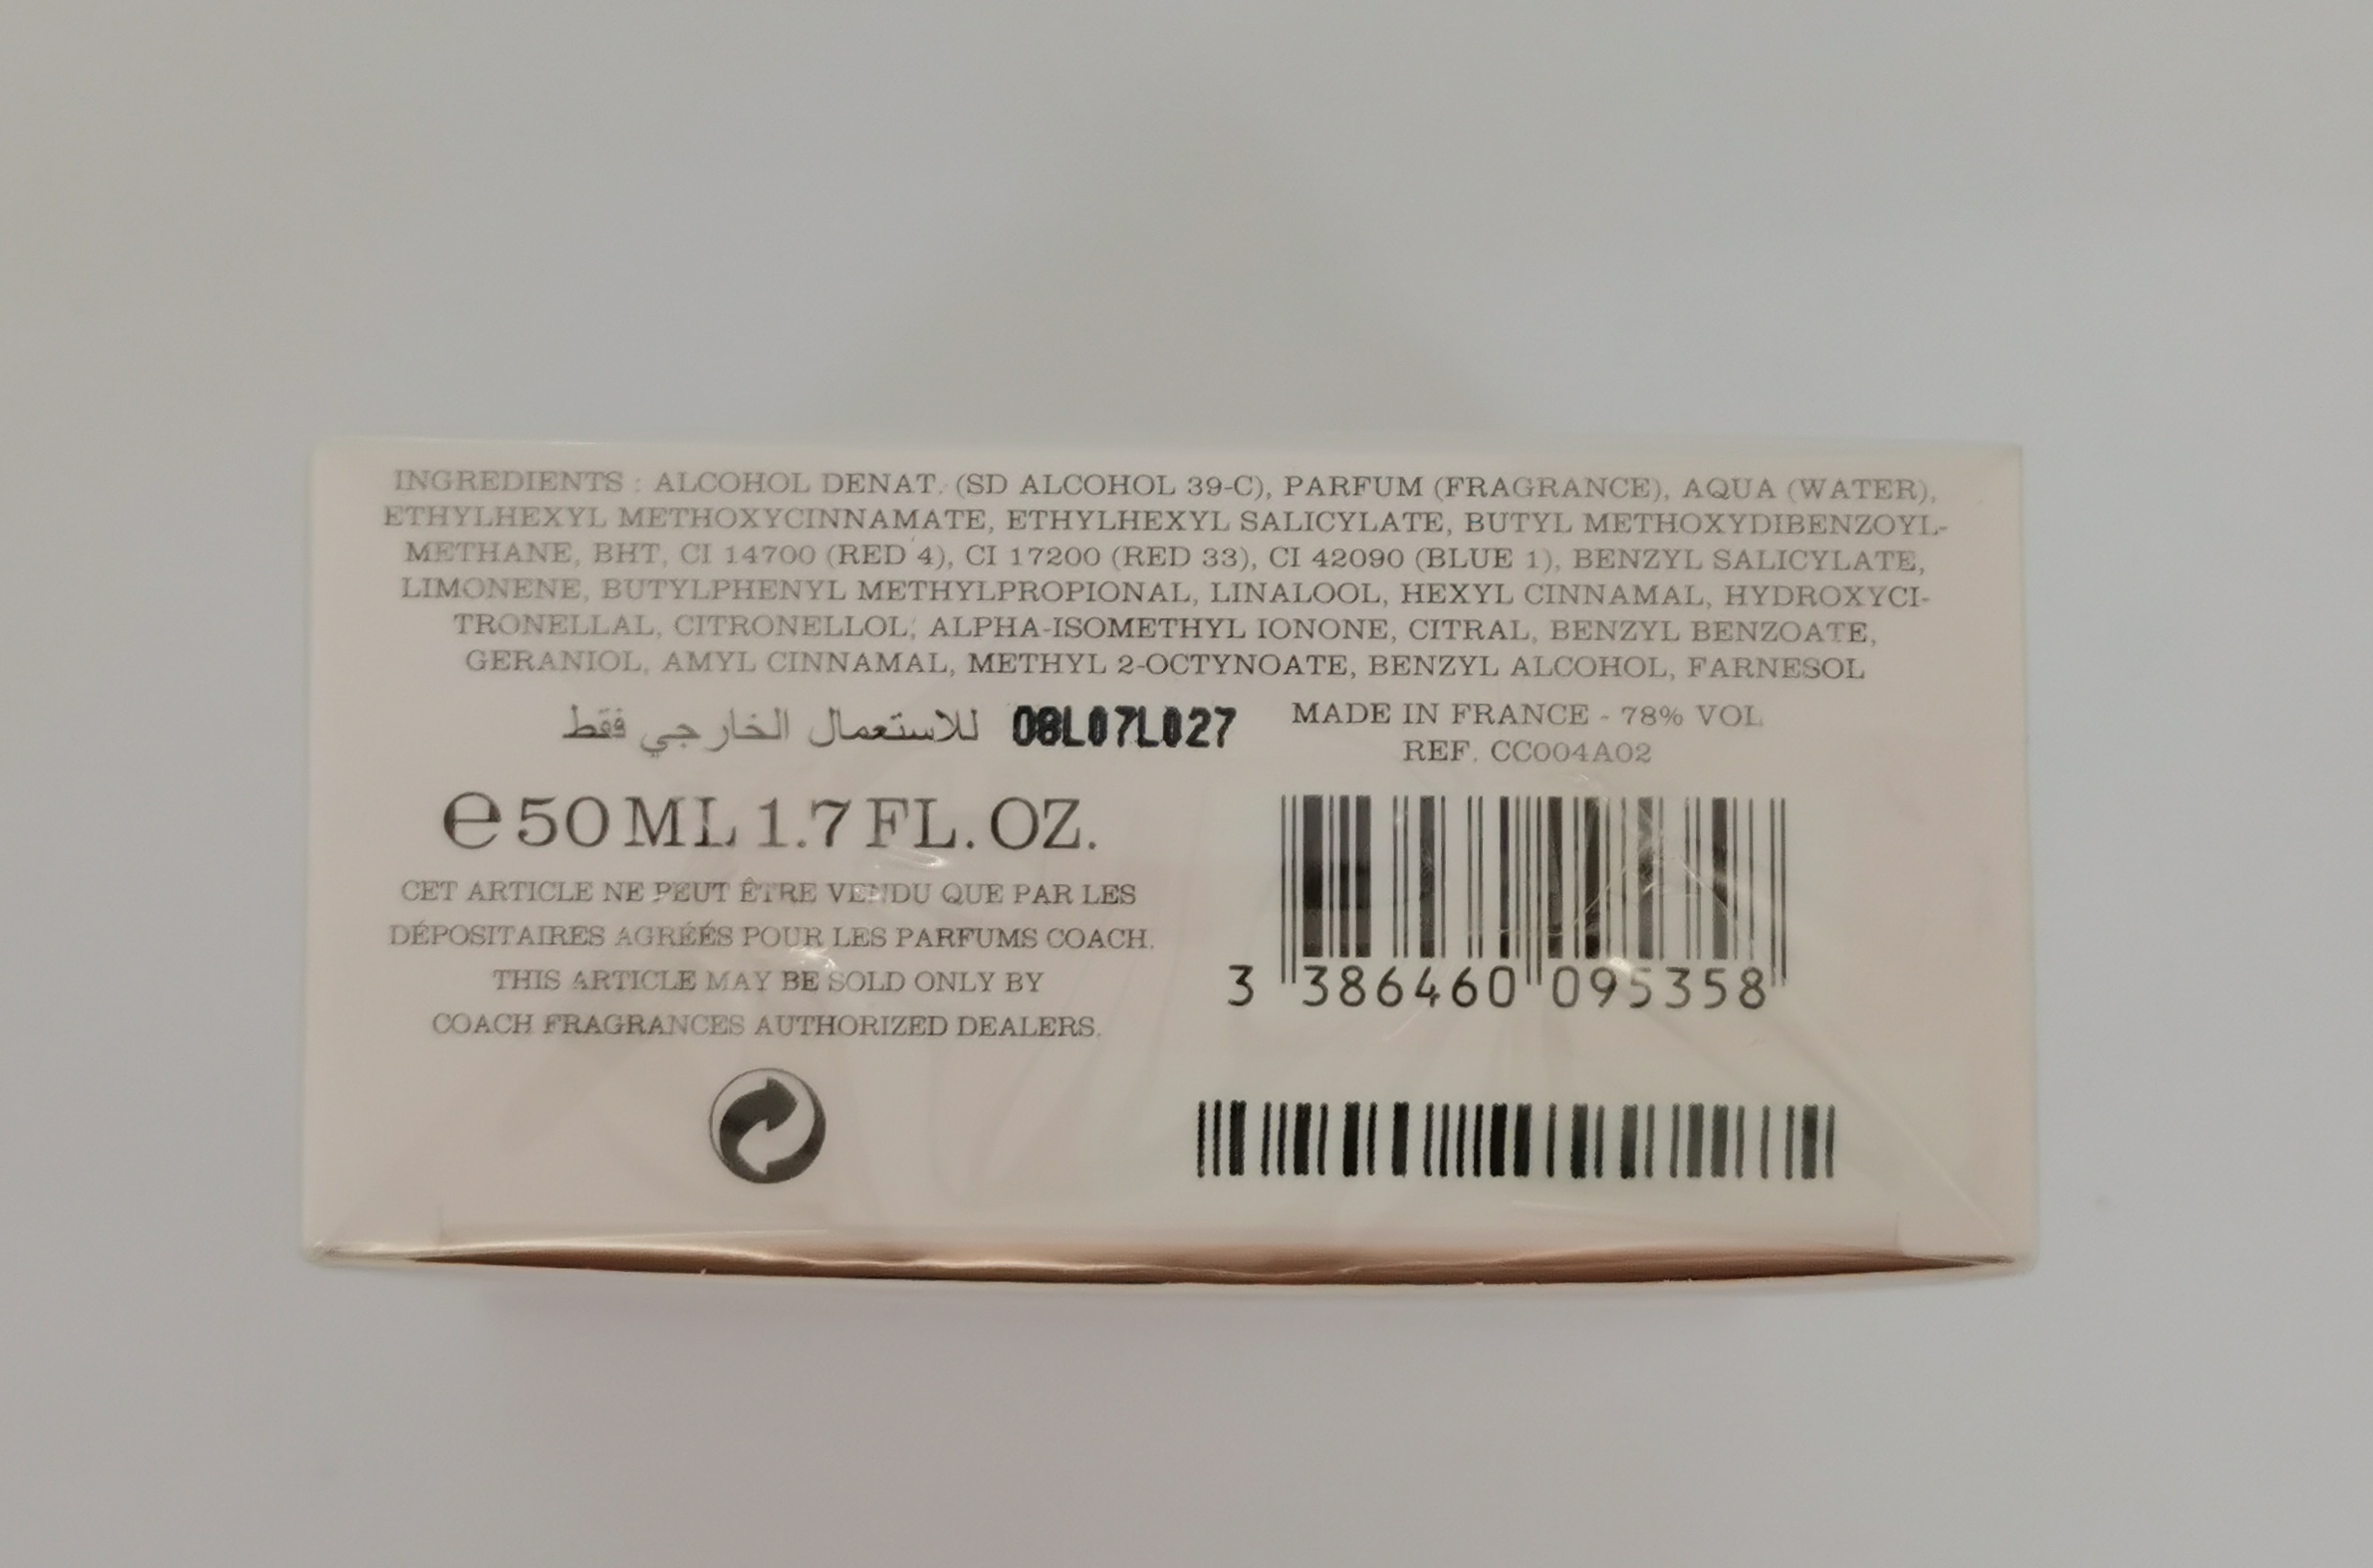 INGREDIENTS : ALCOHOL DENAT. (SD ALCOHOL 39-C), PARFUM (FRAGRANCE), AQUA (WATER),
ETHYLHEXYL METHOXYCINNAMATE, ETHYLHEXYL SALICYLATE, BUTYL METHOXYDIBENZOYL-
METHANE, BHT, CI 14700 (RED 4), CI 17200 (RED 33), CI 42090 (BLUE 1), BENZYL SALICYLATE,
LIMONENE, BUTYLPHENYL METHYLPROPIONAL, LINALOOL, HEXYL CINNAMAL, HYDROXYCI-
TRONELLAL, CITRONELLOL, ALPHA-ISOMETHYL IONONE, CITRAL, BENZYL BENZOATE,
GERANIOL, AMYL CINNAMAL, METHYL 2-OCTYNOATE, BENZYL ALCOHOL, FARNESOL
للاستعمال الخارجي فقط
08L07L027
MADE IN FRANCE - 78% VOL
REF. CC004A02
℮ 50 ML 1.7 FL. OZ.
CET ARTICLE NE PEUT ÊTRE VENDU QUE PAR LES
DÉPOSITAIRES AGRÉÉS POUR LES PARFUMS COACH.
THIS ARTICLE MAY BE SOLD ONLY BY
COACH FRAGRANCES AUTHORIZED DEALERS.
3 386460 095358